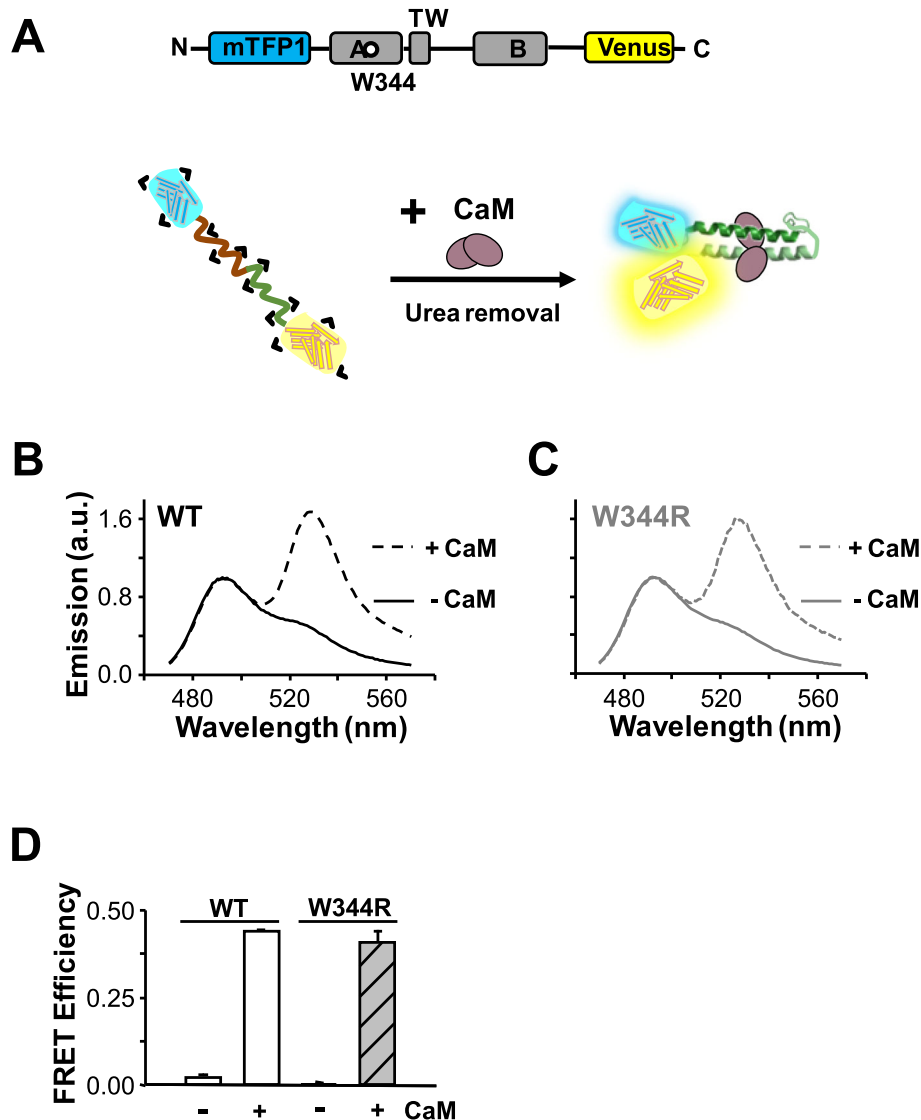 A
TW
N mTFP1 A B Venus C
W344
+ CaM
Urea removal
B
WT
Emission (a.u.)
1.6
0.8
0.0
480 520 560
Wavelength (nm)
+ CaM
- CaM
C
W344R
480 520 560
Wavelength (nm)
+ CaM
- CaM
D
FRET Efficiency
0.50
0.25
0.00
WT W344R
- + - + CaM